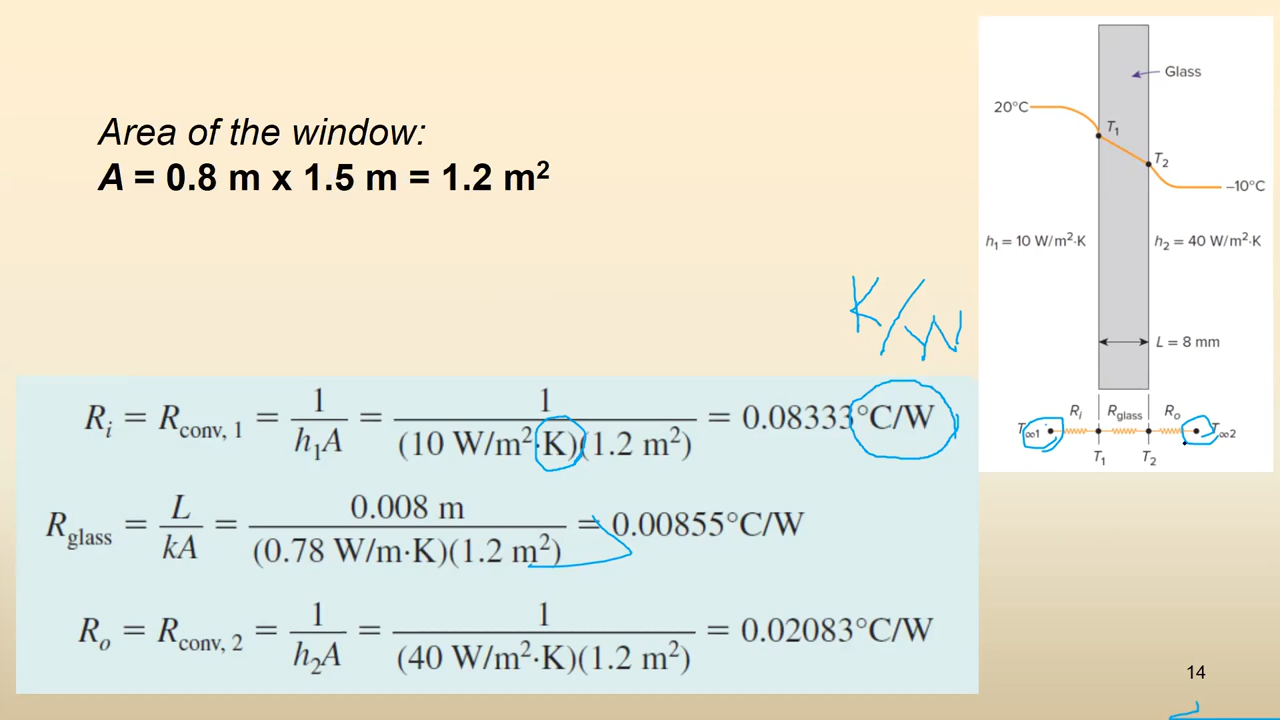 Area of the window:
A = 0.8 m x 1.5 m = 1.2 m²
Glass
20°C
T₁
T₂
–10°C
h₁ = 10 W/m²·K
h₂ = 40 W/m²·K
L = 8 mm
Rᵢ R_glass Rₒ
T∞1 T∞2
T₁ T₂
K/W
Rᵢ = R_conv, 1 = 1/(h₁A) = 1/((10 W/m²·K)(1.2 m²)) = 0.08333°C/W
R_glass = L/(kA) = 0.008 m/((0.78 W/m·K)(1.2 m²)) = 0.00855°C/W
Rₒ = R_conv, 2 = 1/(h₂A) = 1/((40 W/m²·K)(1.2 m²)) = 0.02083°C/W
14